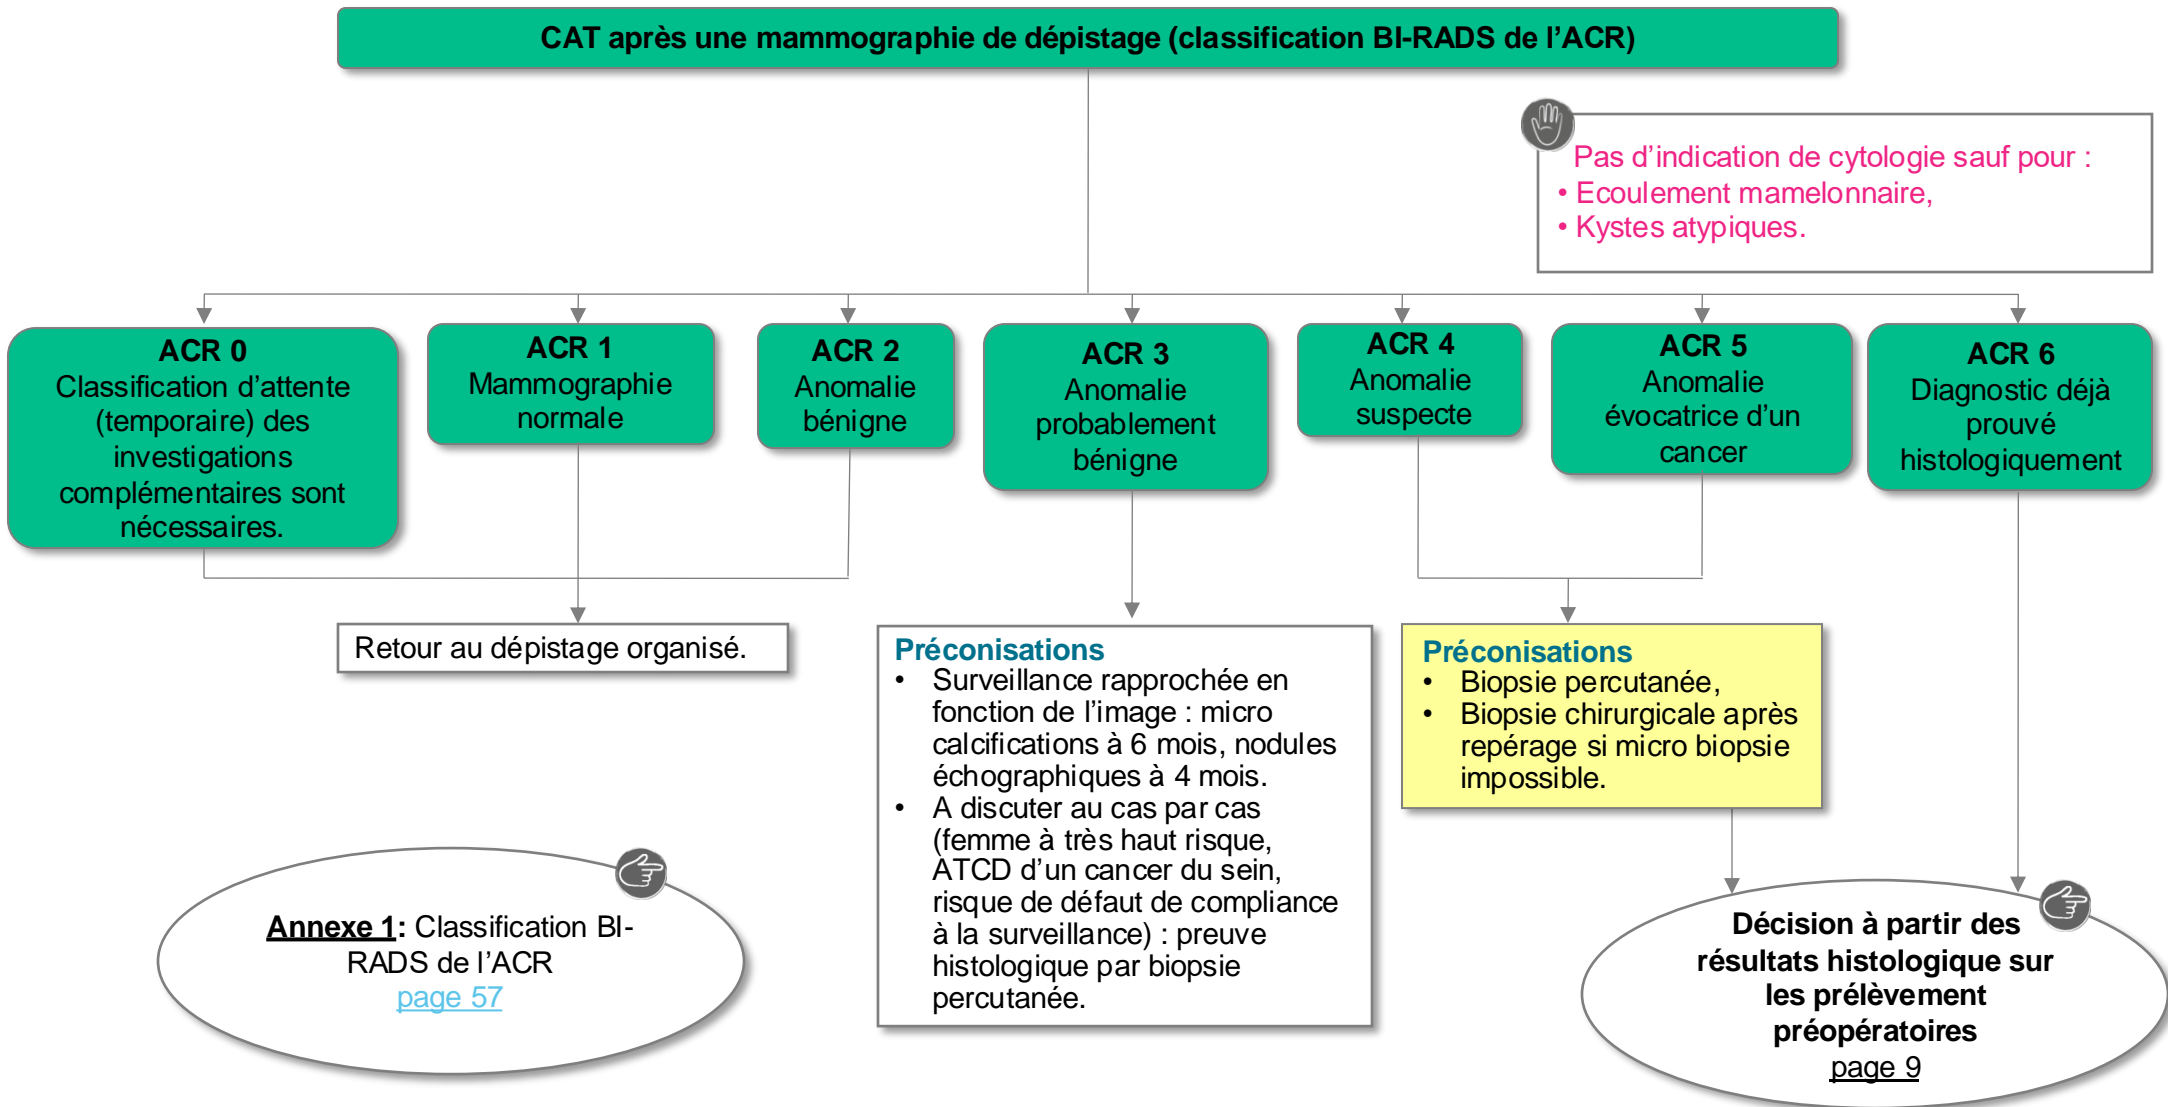 CAT après une mammographie de dépistage (classification BI-RADS de l’ACR)
Pas d’indication de cytologie sauf pour :
• Ecoulement mamelonnaire,
• Kystes atypiques.
ACR 0
Classification d’attente
(temporaire) des
investigations
complémentaires sont
nécessaires.
ACR 1
Mammographie
normale
ACR 2
Anomalie
bénigne
ACR 3
Anomalie
probablement
bénigne
ACR 4
Anomalie
suspecte
ACR 5
Anomalie
évocatrice d’un
cancer
ACR 6
Diagnostic déjà
prouvé
histologiquement
Retour au dépistage organisé.
Préconisations
• Surveillance rapprochée en
fonction de l’image : micro
calcifications à 6 mois, nodules
échographiques à 4 mois.
• A discuter au cas par cas
(femme à très haut risque,
ATCD d’un cancer du sein,
risque de défaut de compliance
à la surveillance) : preuve
histologique par biopsie
percutanée.
Préconisations
• Biopsie percutanée,
• Biopsie chirurgicale après
repérage si micro biopsie
impossible.
Annexe 1: Classification BI-
RADS de l’ACR
page 57
Décision à partir des
résultats histologique sur
les prélèvement
préopératoires
page 9